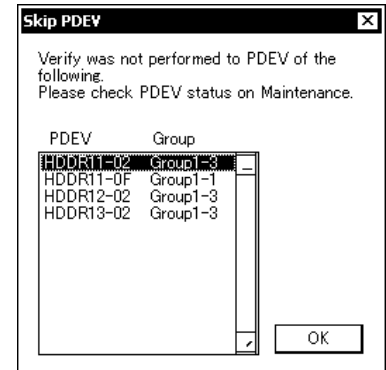 Skip PDEV
Verify was not performed to PDEV of the
following.
Please check PDEV status on Maintenance.
PDEV Group
HDDR11-02 Group1-3
HDDR11-0F Group1-1
HDDR12-02 Group1-3
HDDR13-02 Group1-3
OK